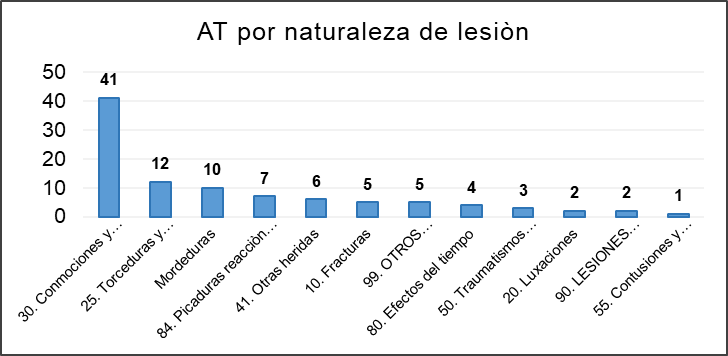 AT por naturaleza de lesiòn
50
40
30
20
10
0
41
12
10
7
6
5
5
4
3
2
2
1
30. Conmociones y...
25. Torceduras y...
Mordeduras
84. Picaduras reacciòn...
41. Otras heridas
10. Fracturas
99. OTROS...
80. Efectos del tiempo
50. Traumatismos...
20. Luxaciones
90. LESIONES...
55. Contusiones y...